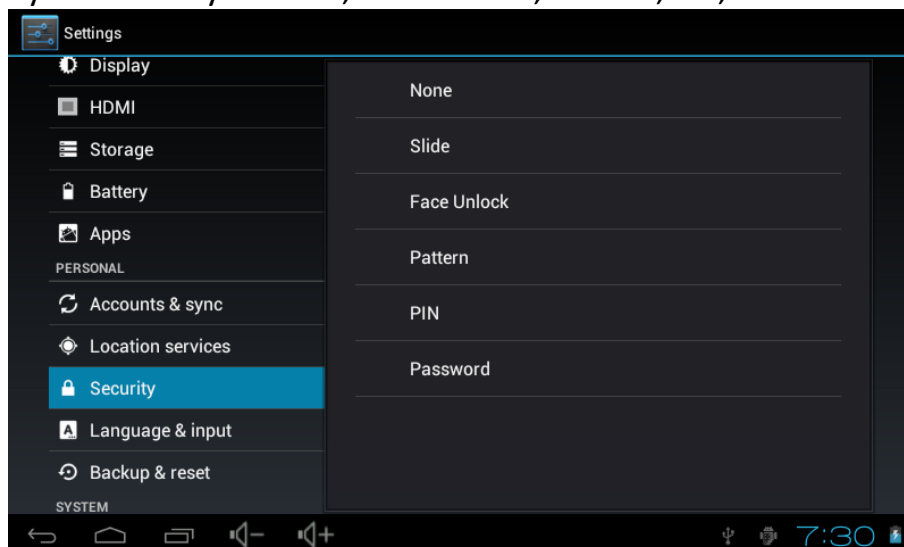 Settings
Display
HDMI
Storage
Battery
Apps
PERSONAL
Accounts & sync
Location services
Security
Language & input
Backup & reset
SYSTEM
None
Slide
Face Unlock
Pattern
PIN
Password
7:30